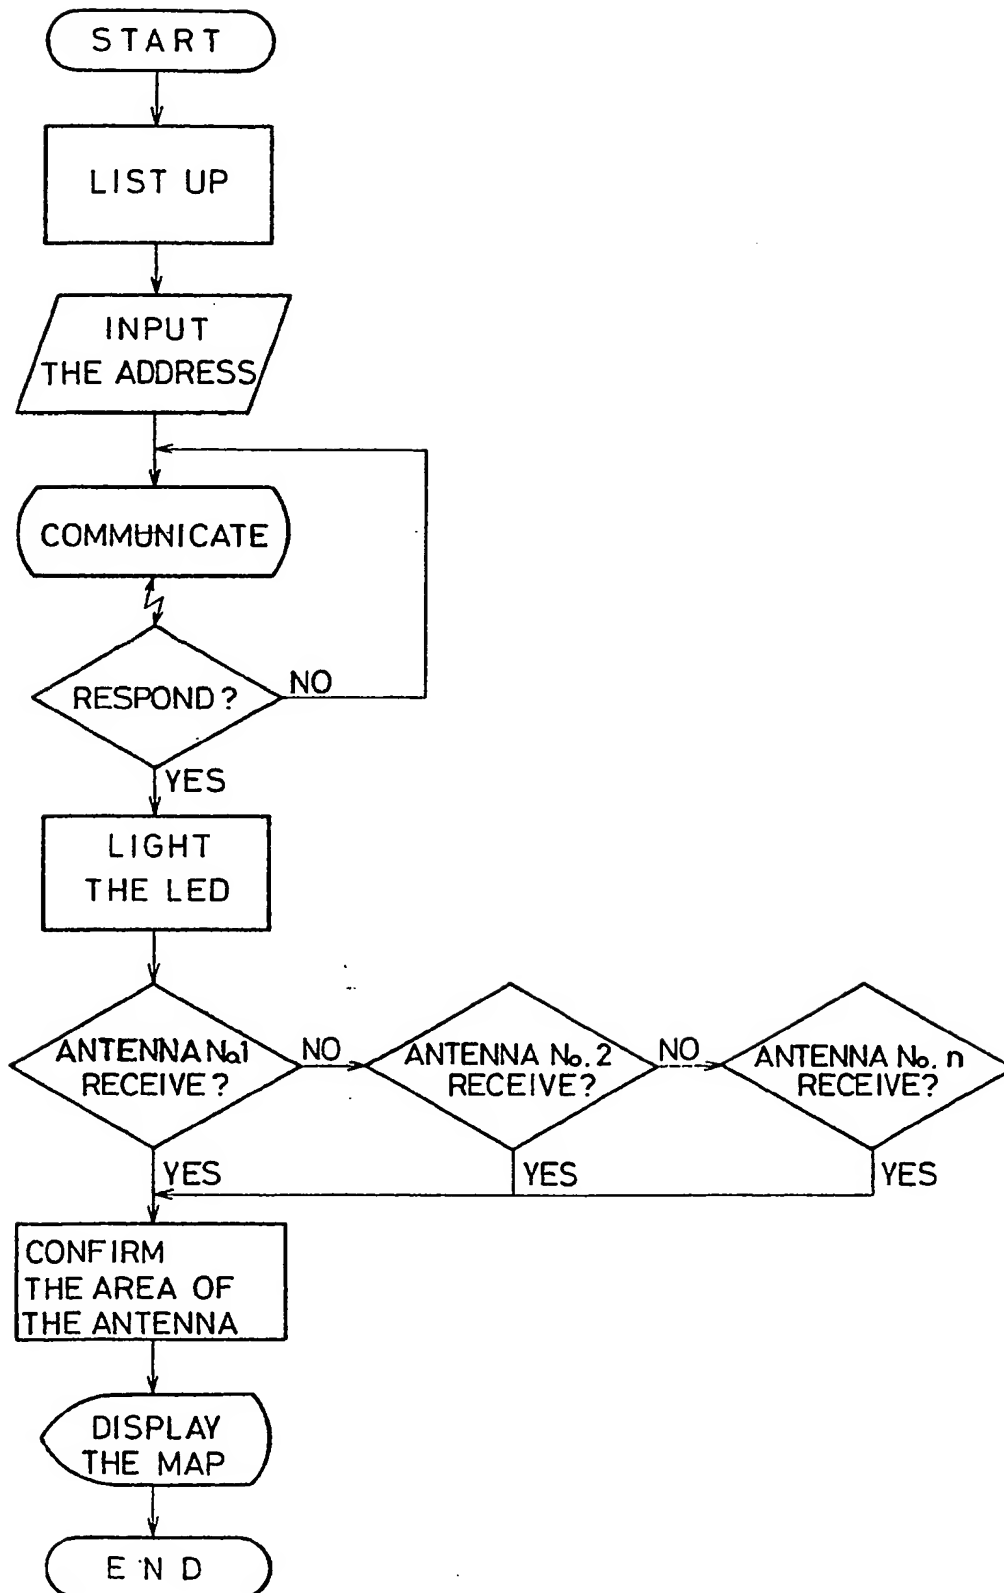 START
LIST UP
INPUT
THE ADDRESS
COMMUNICATE
RESPOND?
NO
YES
LIGHT
THE LED
ANTENNA No.1
RECEIVE?
NO
ANTENNA No. 2
RECEIVE?
NO
ANTENNA No. n
RECEIVE?
YES
YES
YES
CONFIRM
THE AREA OF
THE ANTENNA
DISPLAY
THE MAP
END